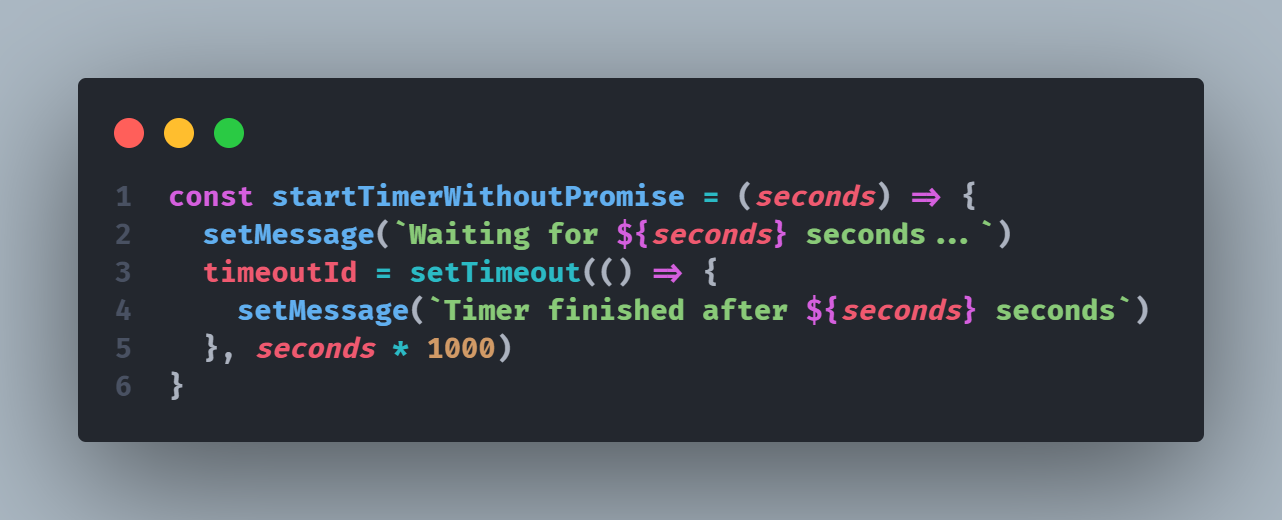 1 const startTimerWithoutPromise = (seconds) => {
2   setMessage(`Waiting for ${seconds} seconds...`)
3   timeoutId = setTimeout(() => {
4     setMessage(`Timer finished after ${seconds} seconds`)
5   }, seconds * 1000)
6 }